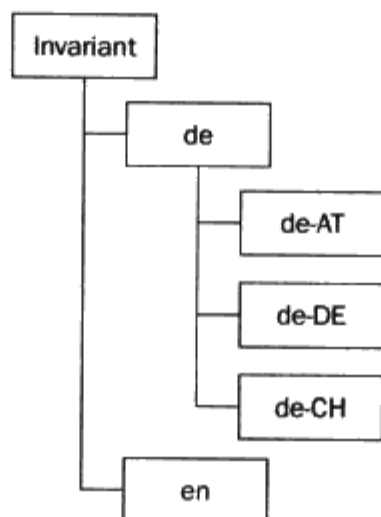 Invariant
de
de-AT
de-DE
de-CH
en